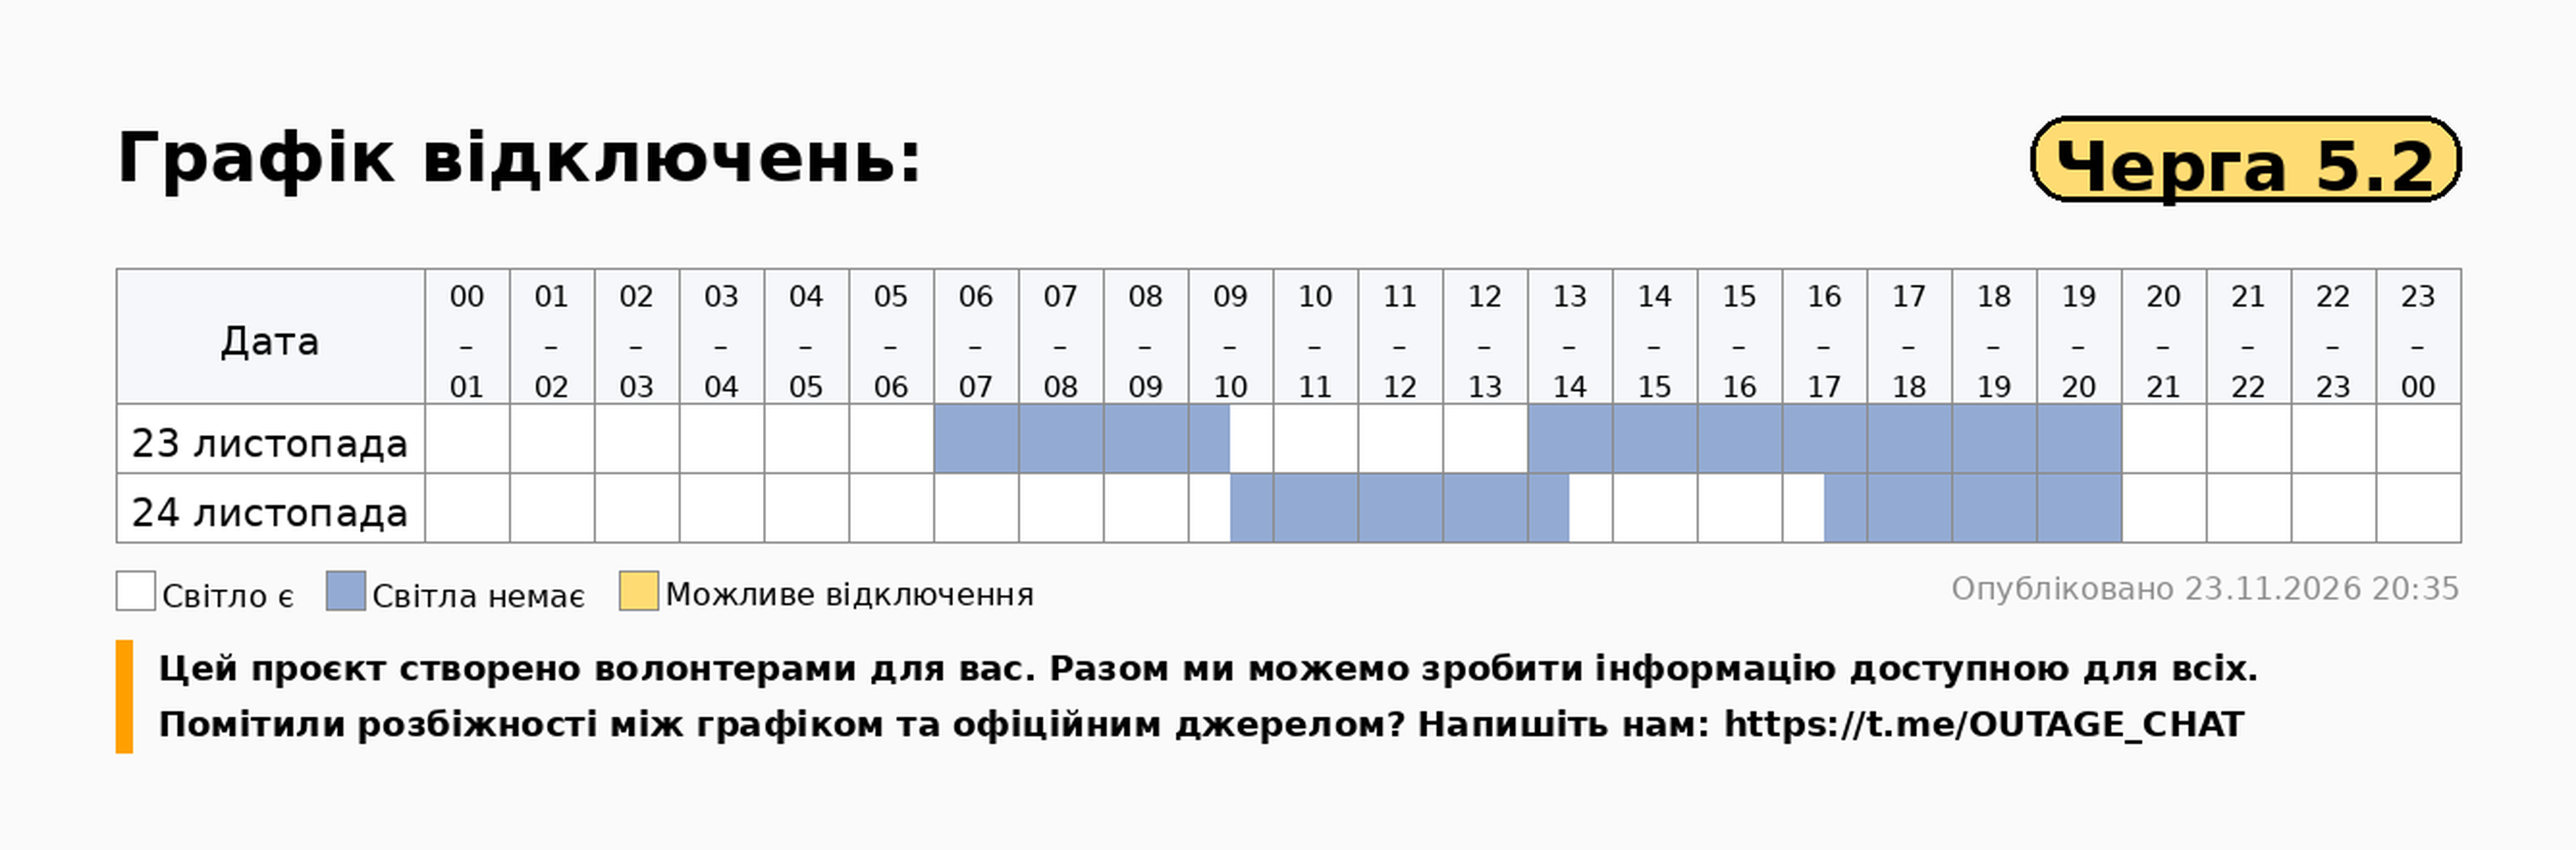 Графік відключень:
Черга 5.2
Дата
00 – 01
01 – 02
02 – 03
03 – 04
04 – 05
05 – 06
06 – 07
07 – 08
08 – 09
09 – 10
10 – 11
11 – 12
12 – 13
13 – 14
14 – 15
15 – 16
16 – 17
17 – 18
18 – 19
19 – 20
20 – 21
21 – 22
22 – 23
23 – 00
23 листопада
24 листопада
Світло є
Світла немає
Можливе відключення
Опубліковано 23.11.2026 20:35
Цей проєкт створено волонтерами для вас. Разом ми можемо зробити інформацію доступною для всіх.
Помітили розбіжності між графіком та офіційним джерелом? Напишіть нам: https://t.me/OUTAGE_CHAT